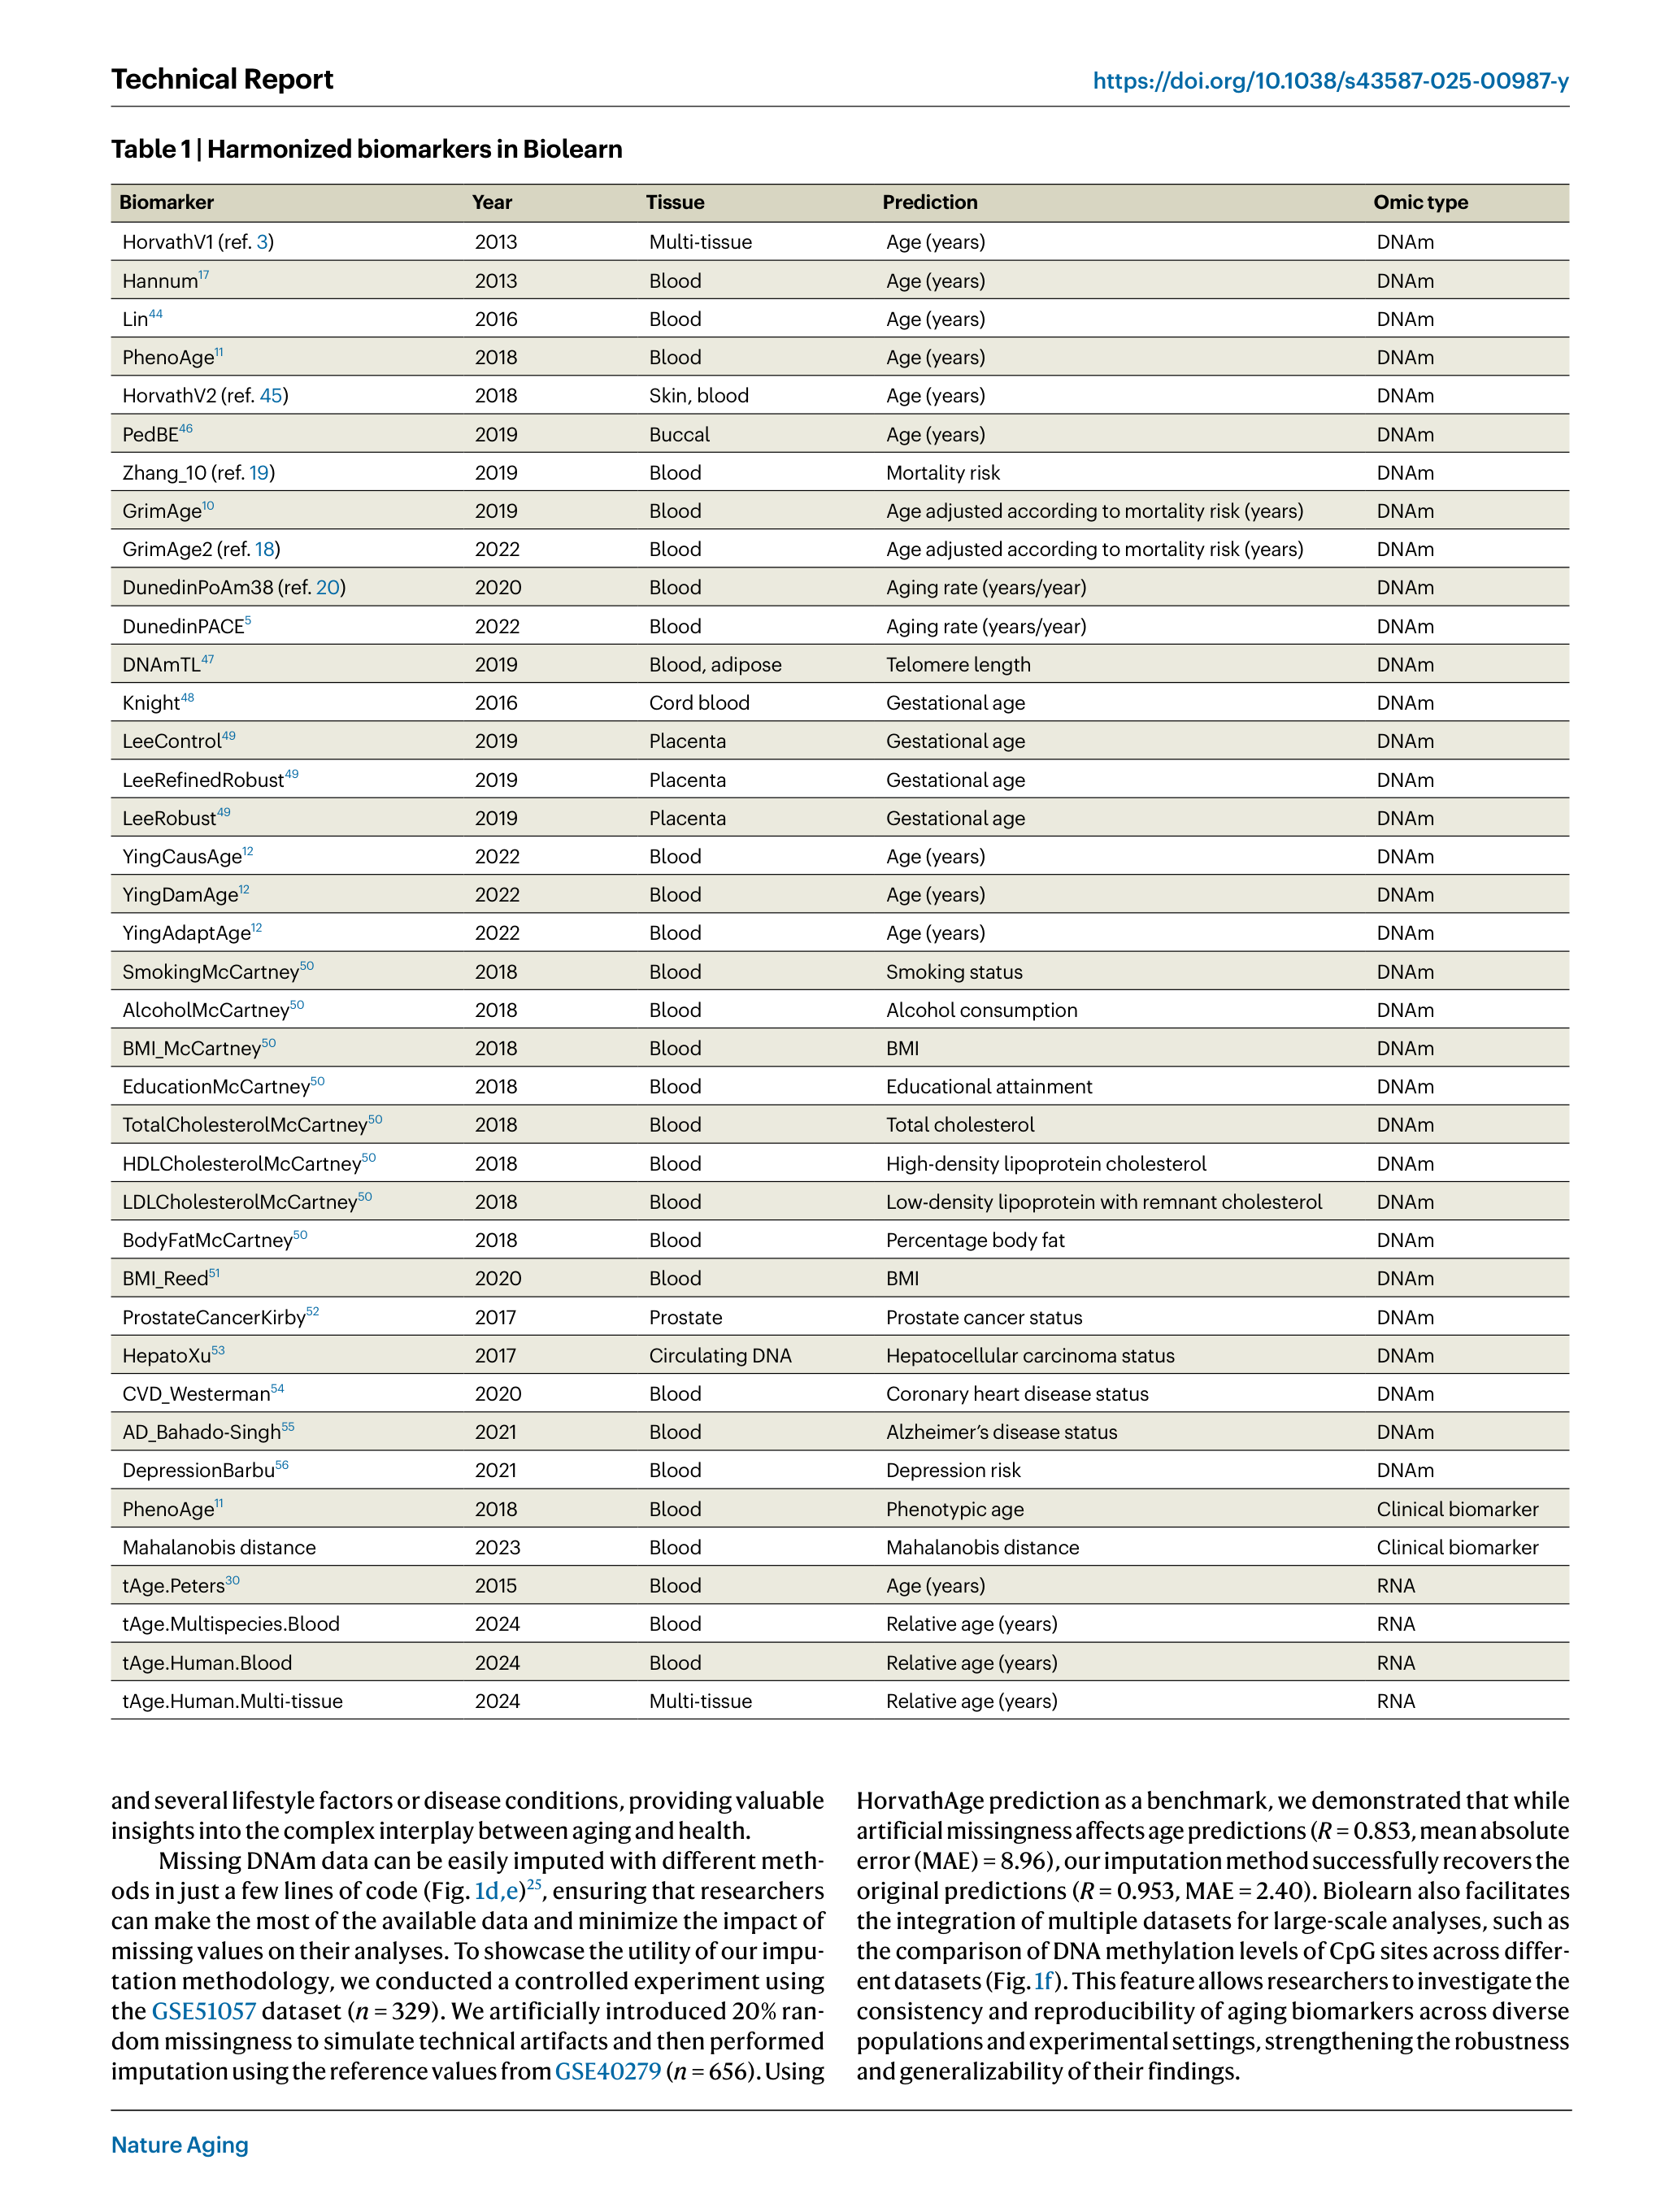 Technical Report
https://doi.org/10.1038/s43587-025-00987-y
Table 1 | Harmonized biomarkers in Biolearn
Biomarker Year Tissue Prediction Omic type
HorvathV1 (ref. 3) 2013 Multi-tissue Age (years) DNAm
Hannum17 2013 Blood Age (years) DNAm
Lin44 2016 Blood Age (years) DNAm
PhenoAge11 2018 Blood Age (years) DNAm
HorvathV2 (ref. 45) 2018 Skin, blood Age (years) DNAm
PedBE46 2019 Buccal Age (years) DNAm
Zhang_10 (ref. 19) 2019 Blood Mortality risk DNAm
GrimAge10 2019 Blood Age adjusted according to mortality risk (years) DNAm
GrimAge2 (ref. 18) 2022 Blood Age adjusted according to mortality risk (years) DNAm
DunedinPoAm38 (ref. 20) 2020 Blood Aging rate (years/year) DNAm
DunedinPACE5 2022 Blood Aging rate (years/year) DNAm
DNAmTL47 2019 Blood, adipose Telomere length DNAm
Knight48 2016 Cord blood Gestational age DNAm
LeeControl49 2019 Placenta Gestational age DNAm
LeeRefinedRobust49 2019 Placenta Gestational age DNAm
LeeRobust49 2019 Placenta Gestational age DNAm
YingCausAge12 2022 Blood Age (years) DNAm
YingDamAge12 2022 Blood Age (years) DNAm
YingAdaptAge12 2022 Blood Age (years) DNAm
SmokingMcCartney50 2018 Blood Smoking status DNAm
AlcoholMcCartney50 2018 Blood Alcohol consumption DNAm
BMI_McCartney50 2018 Blood BMI DNAm
EducationMcCartney50 2018 Blood Educational attainment DNAm
TotalCholesterolMcCartney50 2018 Blood Total cholesterol DNAm
HDLCholesterolMcCartney50 2018 Blood High-density lipoprotein cholesterol DNAm
LDLCholesterolMcCartney50 2018 Blood Low-density lipoprotein with remnant cholesterol DNAm
BodyFatMcCartney50 2018 Blood Percentage body fat DNAm
BMI_Reed51 2020 Blood BMI DNAm
ProstateCancerKirby52 2017 Prostate Prostate cancer status DNAm
HepatoXu53 2017 Circulating DNA Hepatocellular carcinoma status DNAm
CVD_Westerman54 2020 Blood Coronary heart disease status DNAm
AD_Bahado-Singh55 2021 Blood Alzheimer's disease status DNAm
DepressionBarbu56 2021 Blood Depression risk DNAm
PhenoAge11 2018 Blood Phenotypic age Clinical biomarker
Mahalanobis distance 2023 Blood Mahalanobis distance Clinical biomarker
tAge.Peters30 2015 Blood Age (years) RNA
tAge.Multispecies.Blood 2024 Blood Relative age (years) RNA
tAge.Human.Blood 2024 Blood Relative age (years) RNA
tAge.Human.Multi-tissue 2024 Multi-tissue Relative age (years) RNA
and several lifestyle factors or disease conditions, providing valuable
insights into the complex interplay between aging and health.
Missing DNAm data can be easily imputed with different meth-
ods in just a few lines of code (Fig. 1d,e)25, ensuring that researchers
can make the most of the available data and minimize the impact of
missing values on their analyses. To showcase the utility of our impu-
tation methodology, we conducted a controlled experiment using
the GSE51057 dataset (n = 329). We artificially introduced 20% ran-
dom missingness to simulate technical artifacts and then performed
imputation using the reference values from GSE40279 (n = 656). Using
HorvathAge prediction as a benchmark, we demonstrated that while
artificial missingness affects age predictions (R = 0.853, mean absolute
error (MAE) = 8.96), our imputation method successfully recovers the
original predictions (R = 0.953, MAE = 2.40). Biolearn also facilitates
the integration of multiple datasets for large-scale analyses, such as
the comparison of DNA methylation levels of CpG sites across differ-
ent datasets (Fig. 1f). This feature allows researchers to investigate the
consistency and reproducibility of aging biomarkers across diverse
populations and experimental settings, strengthening the robustness
and generalizability of their findings.
Nature Aging